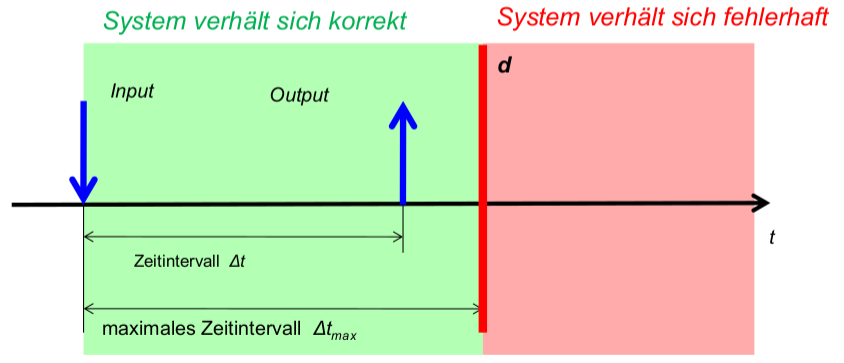 System verhält sich korrekt
System verhält sich fehlerhaft
d
Input
Output
t
Zeitintervall Δt
maximales Zeitintervall Δtmax